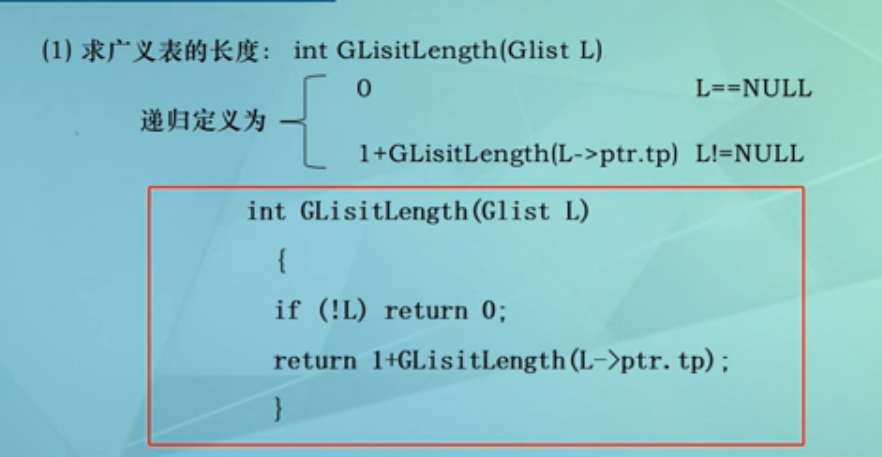 (1) 求广义表的长度： int GLisitLength(Glist L)
0 L==NULL
递归定义为
1+GLisitLength(L->ptr.tp) L!=NULL
int GLisitLength(Glist L)
{
if (!L) return 0;
return 1+GLisitLength(L->ptr.tp);
}